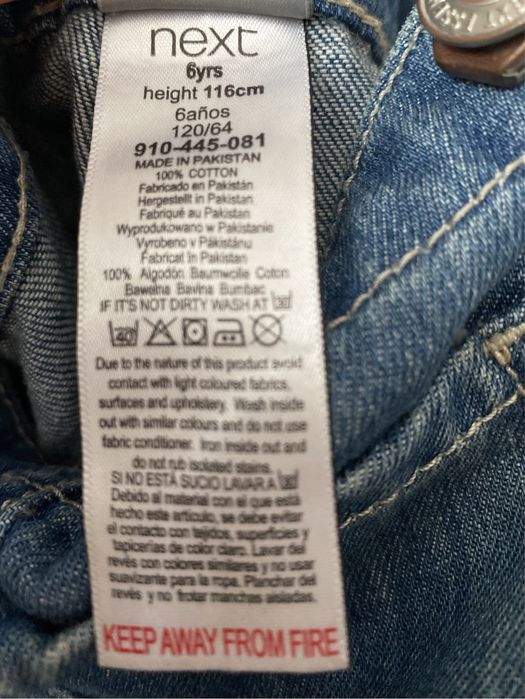 next
6yrs
height 116cm
6años
120/64
910-445-081
MADE IN PAKISTAN
100% COTTON
Fabricado en Pakistán
Hergestellt in Pakistan
Fabriqué au Pakistan
Wyprodukowano w Pakistanie
Vyrobeno v Pákistánu
Fabricat în Pakistan
100% Algodón Baumwolle Coton
Bawełna Bavlna Bumbac
IF IT'S NOT DIRTY WASH AT 30
40
Due to the nature of this product avoid
contact with light coloured fabrics,
surfaces and upholstery. Wash inside
out with similar colours and do not use
fabric conditioner. Iron inside out and
do not rub isolated stains.
SI NO ESTÁ SUCIO LAVAR A 30
Debido al material con el que está
hecho este artículo, se debe evitar
el contacto con tejidos, superficies y
tapicerías de color claro. Lavar del
revés con colores similares y no usar
suavizante para la ropa. Planchar del
revés y no frotar manchas aisladas.
KEEP AWAY FROM FIRE